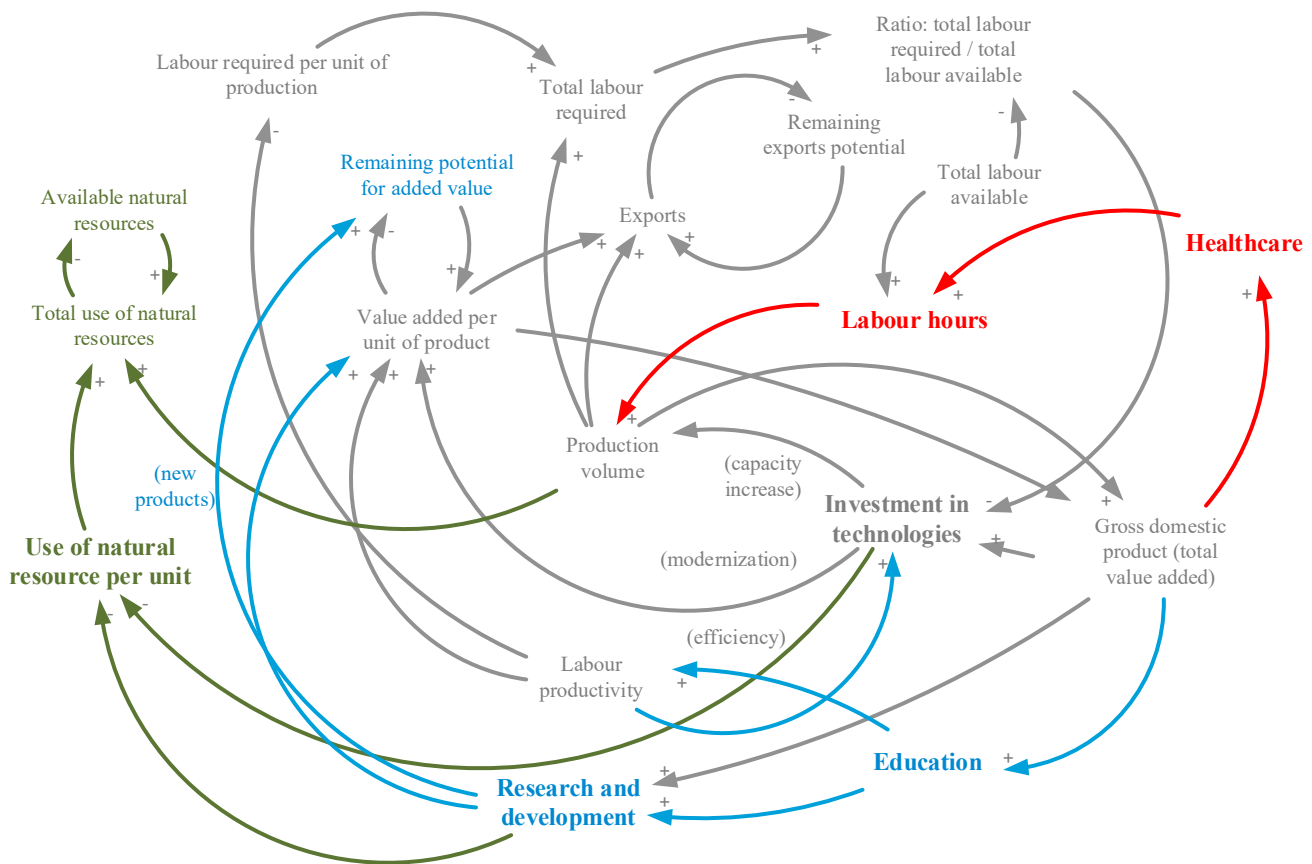 Ratio: total labour
required / total
labour available
Labour required per unit of
production
Total labour
required
Remaining
exports potential
Remaining potential
for added value
Total labour
available
Available natural
resources
Exports
Healthcare
Total use of natural
resources
Value added per
unit of product
Labour hours
Production
volume
(new
products)
(capacity
increase)
Investment in
technologies
Gross domestic
product (total
value added)
Use of natural
resource per unit
(modernization)
(efficiency)
Labour
productivity
Education
Research and
development